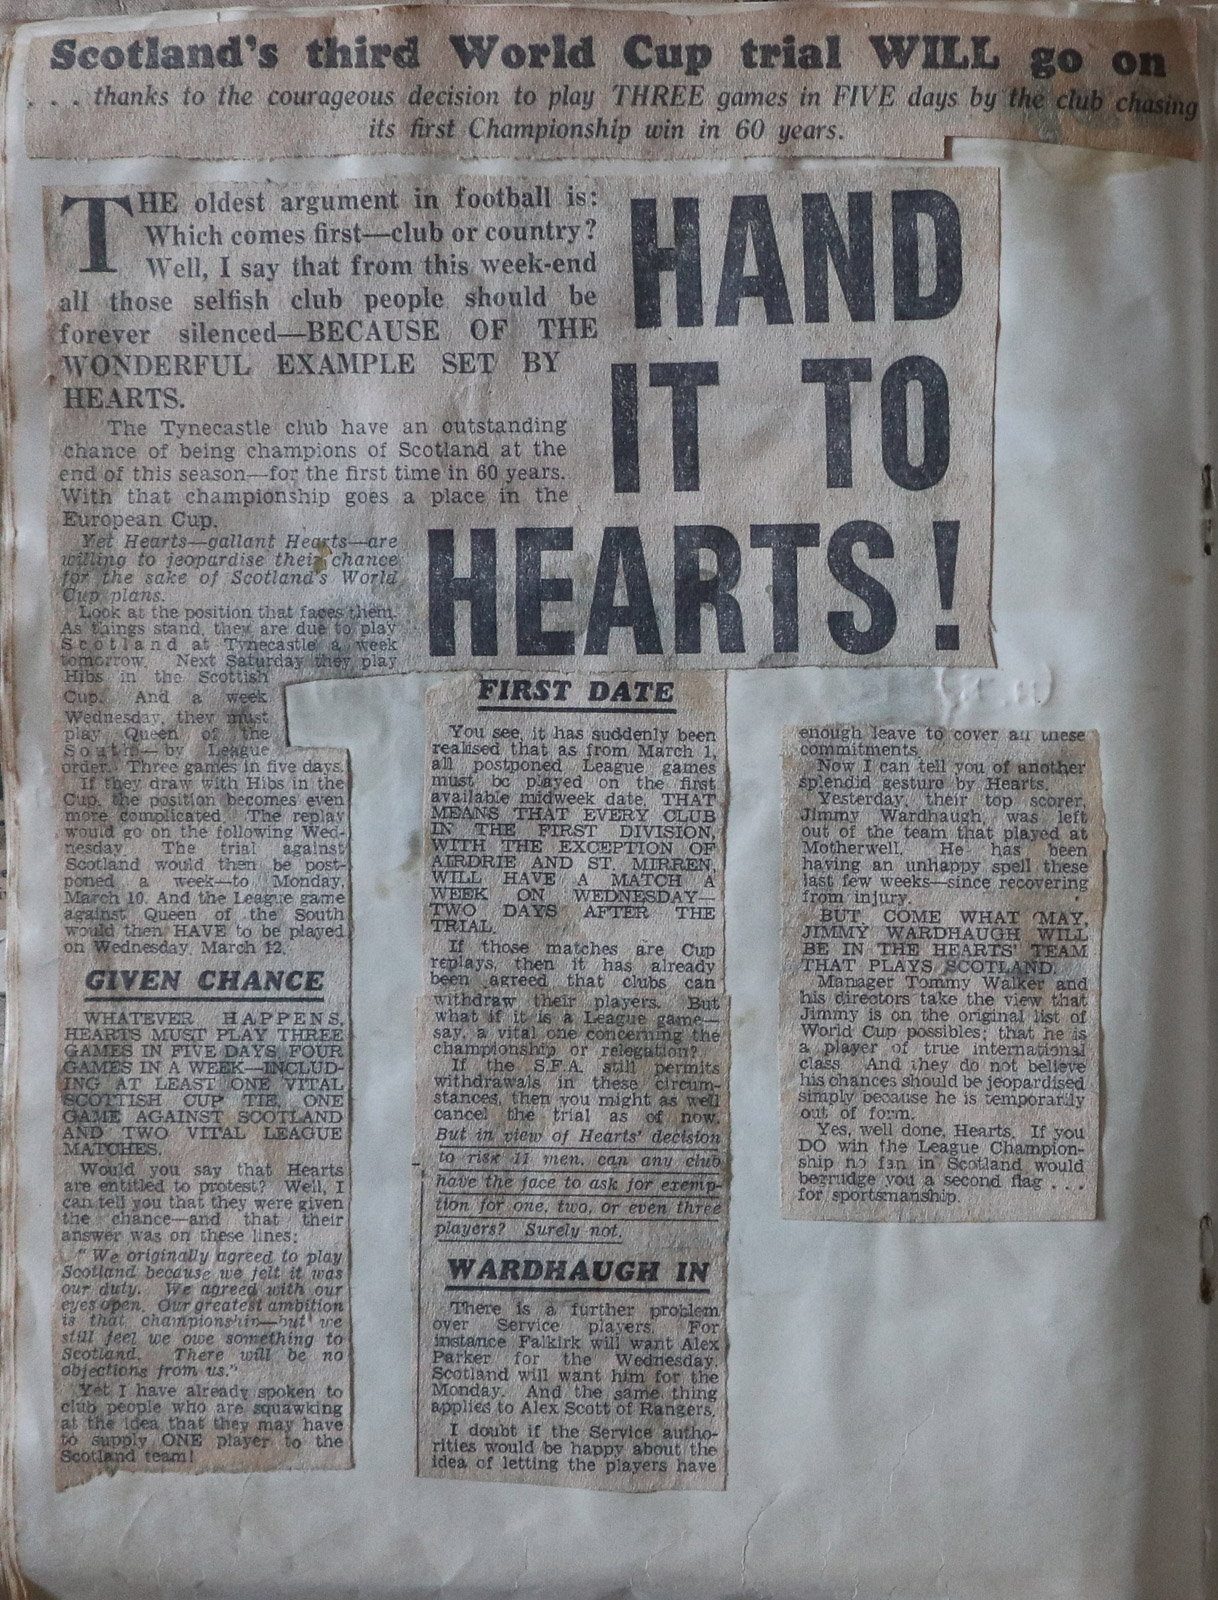 Scotland's third World Cup trial WILL go on
. . . thanks to the courageous decision to play THREE games in FIVE days by the club chasing
its first Championship win in 60 years.
HAND
IT TO
HEARTS!
THE oldest argument in football is:
Which comes first—club or country?
Well, I say that from this week-end
all those selfish club people should be
forever silenced—BECAUSE OF THE
WONDERFUL EXAMPLE SET BY
HEARTS.
The Tynecastle club have an outstanding
chance of being champions of Scotland at the
end of this season—for the first time in 60 years.
With that championship goes a place in the
European Cup.
Yet Hearts—gallant Hearts—are
willing to jeopardise their chance
for the sake of Scotland's World
Cup plans.
Look at the position that faces them.
As things stand, they are due to play
Scotland at Tynecastle a week
tomorrow. Next Saturday they play
Hibs in the Scottish
Cup. And a week
Wednesday, they must
play Queen of the
South—by League
order. Three games in five days.
If they draw with Hibs in the
Cup, the position becomes even
more complicated. The replay
would go on the following Wed-
nesday. The trial against
Scotland would then be post-
poned a week—to Monday,
March 10. And the League game
against Queen of the South
would then HAVE to be played
on Wednesday, March 12.
GIVEN CHANCE
WHATEVER HAPPENS,
HEARTS MUST PLAY THREE
GAMES IN FIVE DAYS, FOUR
GAMES IN A WEEK—INCLUD-
ING AT LEAST ONE VITAL
SCOTTISH CUP TIE, ONE
GAME AGAINST SCOTLAND
AND TWO VITAL LEAGUE
MATCHES.
Would you say that Hearts
are entitled to protest? Well, I
can tell you that they were given
the chance—and that their
answer was on these lines:
"We originally agreed to play
Scotland because we felt it was
our duty. We agreed with our
eyes open. Our greatest ambition
is that championship—but we
still feel we owe something to
Scotland. There will be no
objections from us."
Yet I have already spoken to
club people who are squawking
at the idea that they may have
to supply ONE player to the
Scotland team!
FIRST DATE
You see, it has suddenly been
realised that as from March 1,
all postponed League games
must be played on the first
available midweek date. THAT
MEANS THAT EVERY CLUB
IN THE FIRST DIVISION,
WITH THE EXCEPTION OF
AIRDRIE AND ST. MIRREN,
WILL HAVE A MATCH A
WEEK ON WEDNESDAY—
TWO DAYS AFTER THE
TRIAL.
If those matches are Cup
replays, then it has already
been agreed that clubs can
withdraw their players. But
what if it is a League game—
say, a vital one concerning the
championship or relegation?
If the S.F.A. still permits
withdrawals in these circum-
stances, then you might as well
cancel the trial as of now.
But in view of Hearts' decision
to risk 11 men, can any club
have the face to ask for exemp-
tion for one, two, or even three
players? Surely not.
WARDHAUGH IN
There is a further problem
over Service players. For
instance Falkirk will want Alex
Parker for the Wednesday.
Scotland will want him for the
Monday. And the same thing
applies to Alex Scott of Rangers.
I doubt if the Service autho-
rities would be happy about the
idea of letting the players have
enough leave to cover all these
commitments.
Now I can tell you of another
splendid gesture by Hearts.
Yesterday, their top scorer,
Jimmy Wardhaugh, was left
out of the team that played at
Motherwell. He has been
having an unhappy spell these
last few weeks—since recovering
from injury.
BUT COME WHAT MAY,
JIMMY WARDHAUGH WILL
BE IN THE HEARTS' TEAM
THAT PLAYS SCOTLAND.
Manager Tommy Walker and
his directors take the view that
Jimmy is on the original list of
World Cup possibles; that he is
a player of true international
class. And they do not believe
his chances should be jeopardised
simply because he is temporarily
out of form.
Yes, well done, Hearts. If you
DO win the League Champion-
ship no fan in Scotland would
begrudge you a second flag . . .
for sportsmanship.